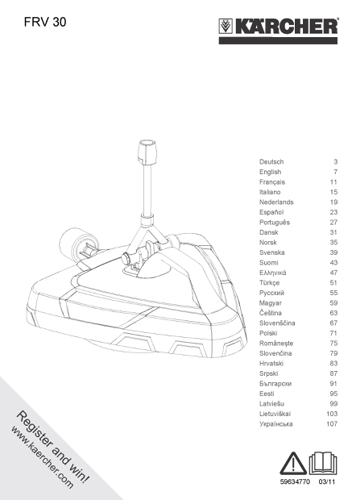 FRV 30
KÄRCHER
Deutsch 3
English 7
Français 11
Italiano 15
Nederlands 19
Español 23
Português 27
Dansk 31
Norsk 35
Svenska 39
Suomi 43
Ελληνικά 47
Türkçe 51
Русский 55
Magyar 59
Čeština 63
Slovenščina 67
Polski 71
Româneşte 75
Slovenčina 79
Hrvatski 83
Srpski 87
Български 91
Eesti 95
Latviešu 99
Lietuviškai 103
Українська 107
Register and win!
www.kaercher.com
59634770 03/11